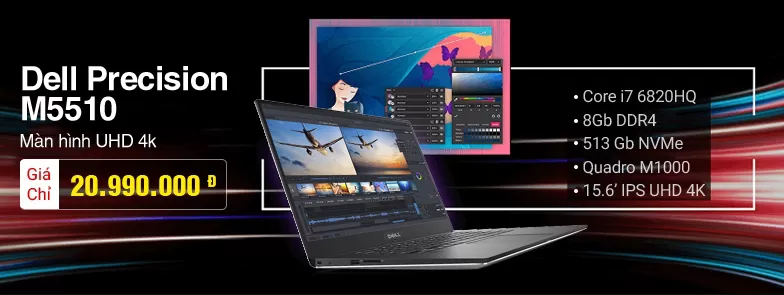 Dell Precision
M5510
Màn hình UHD 4k
Giá
Chỉ
20.990.000 Đ
• Core i7 6820HQ
• 8Gb DDR4
• 513 Gb NVMe
• Quadro M1000
• 15.6’ IPS UHD 4K
DELL